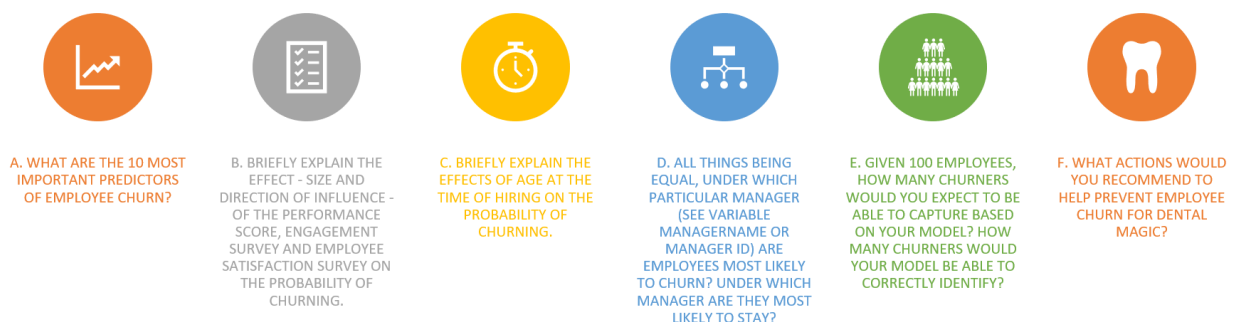 A. WHAT ARE THE 10 MOST
IMPORTANT PREDICTORS
OF EMPLOYEE CHURN?
B. BRIEFLY EXPLAIN THE
EFFECT - SIZE AND
DIRECTION OF INFLUENCE -
OF THE PERFORMANCE
SCORE, ENGAGEMENT
SURVEY AND EMPLOYEE
SATISFACTION SURVEY ON
THE PROBABILITY OF
CHURNING.
C. BRIEFLY EXPLAIN THE
EFFECTS OF AGE AT THE
TIME OF HIRING ON THE
PROBABILITY OF
CHURNING.
D. ALL THINGS BEING
EQUAL, UNDER WHICH
PARTICULAR MANAGER
(SEE VARIABLE
MANAGERNAME OR
MANAGER ID) ARE
EMPLOYEES MOST LIKELY
TO CHURN? UNDER WHICH
MANAGER ARE THEY MOST
LIKELY TO STAY?
E. GIVEN 100 EMPLOYEES,
HOW MANY CHURNERS
WOULD YOU EXPECT TO BE
ABLE TO CAPTURE BASED
ON YOUR MODEL? HOW
MANY CHURNERS WOULD
YOUR MODEL BE ABLE TO
CORRECTLY IDENTIFY?
F. WHAT ACTIONS WOULD
YOU RECOMMEND TO
HELP PREVENT EMPLOYEE
CHURN FOR DENTAL
MAGIC?